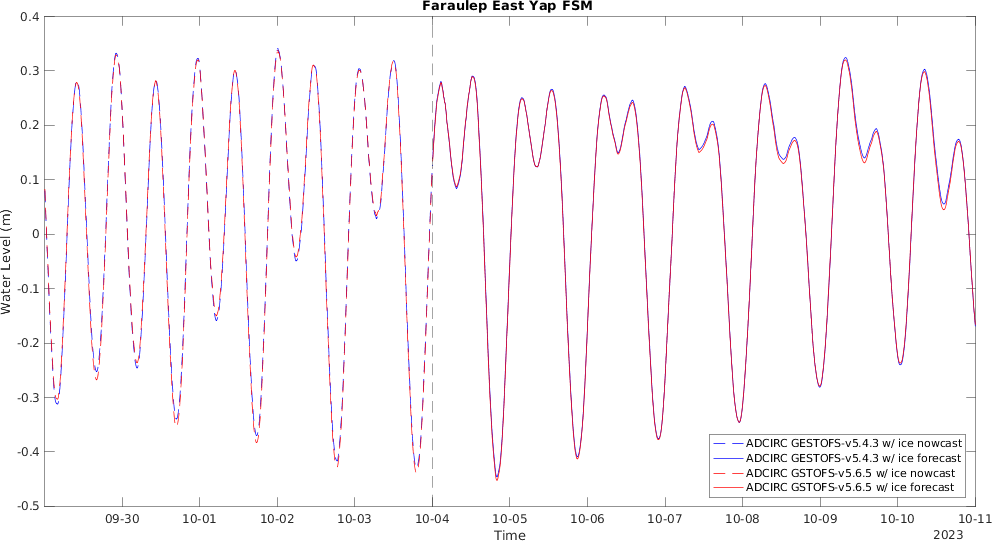 Faraulep East Yap FSM
0.4
0.3
0.2
0.1
0
-0.1
-0.2
-0.3
-0.4
-0.5
Water Level (m)
ADCIRC GESTOFS-v5.4.3 w/ ice nowcast
ADCIRC GESTOFS-v5.4.3 w/ ice forecast
ADCIRC GSTOFS-v5.6.5 w/ ice nowcast
ADCIRC GSTOFS-v5.6.5 w/ ice forecast
09-30 10-01 10-02 10-03 10-04 10-05 10-06 10-07 10-08 10-09 10-10 10-11
Time
2023